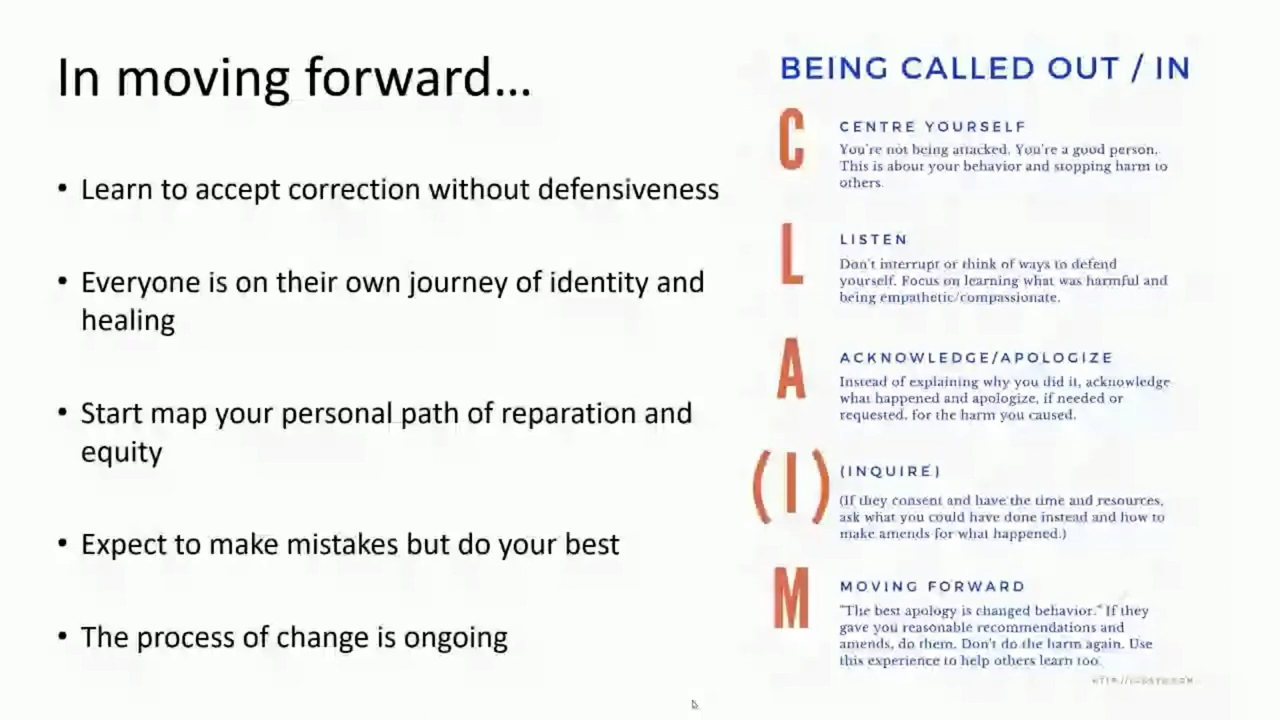 In moving forward...
• Learn to accept correction without defensiveness
• Everyone is on their own journey of identity and
healing
• Start map your personal path of reparation and
equity
• Expect to make mistakes but do your best
• The process of change is ongoing
BEING CALLED OUT / IN
C
CENTRE YOURSELF
You're not being attacked. You're a good person.
This is about your behavior and stopping harm to
others.
L
LISTEN
Don't interrupt or think of ways to defend
yourself. Focus on learning what was harmful and
being empathetic/compassionate.
A
ACKNOWLEDGE/APOLOGIZE
Instead of explaining why you did it, acknowledge
what happened and apologize, if needed or
requested, for the harm you caused.
(I)
(INQUIRE)
(If they consent and have the time and resources,
ask what you could have done instead and how to
make amends for what happened.)
M
MOVING FORWARD
"The best apology is changed behavior." If they
gave you reasonable recommendations and
amends, do them. Don't do the harm again. Use
this experience to help others learn too.